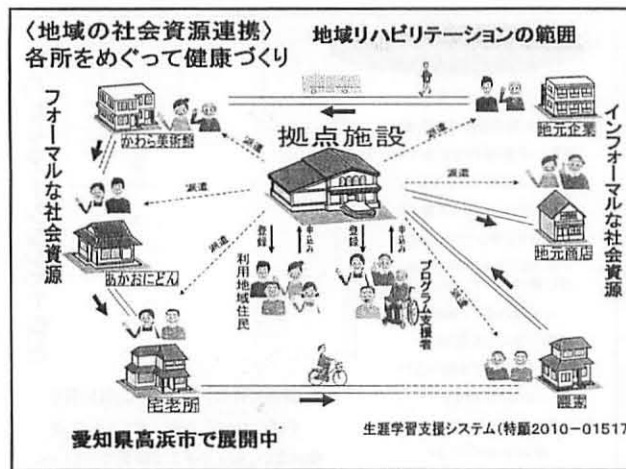 〈地域の社会資源連携〉
各所をめぐって健康づくり
地域リハビリテーションの範囲
フォーマルな社会資源
インフォーマルな社会資源
かわら美術館
拠点施設
地元企業
派遣
派遣
派遣
派遣
派遣
地元商店
あかおにどん
登録
申込み
登録
申込み
利用地域住民
プログラム支援者
宅老所
農家
愛知県高浜市で展開中
生涯学習支援システム(特願2010-01517